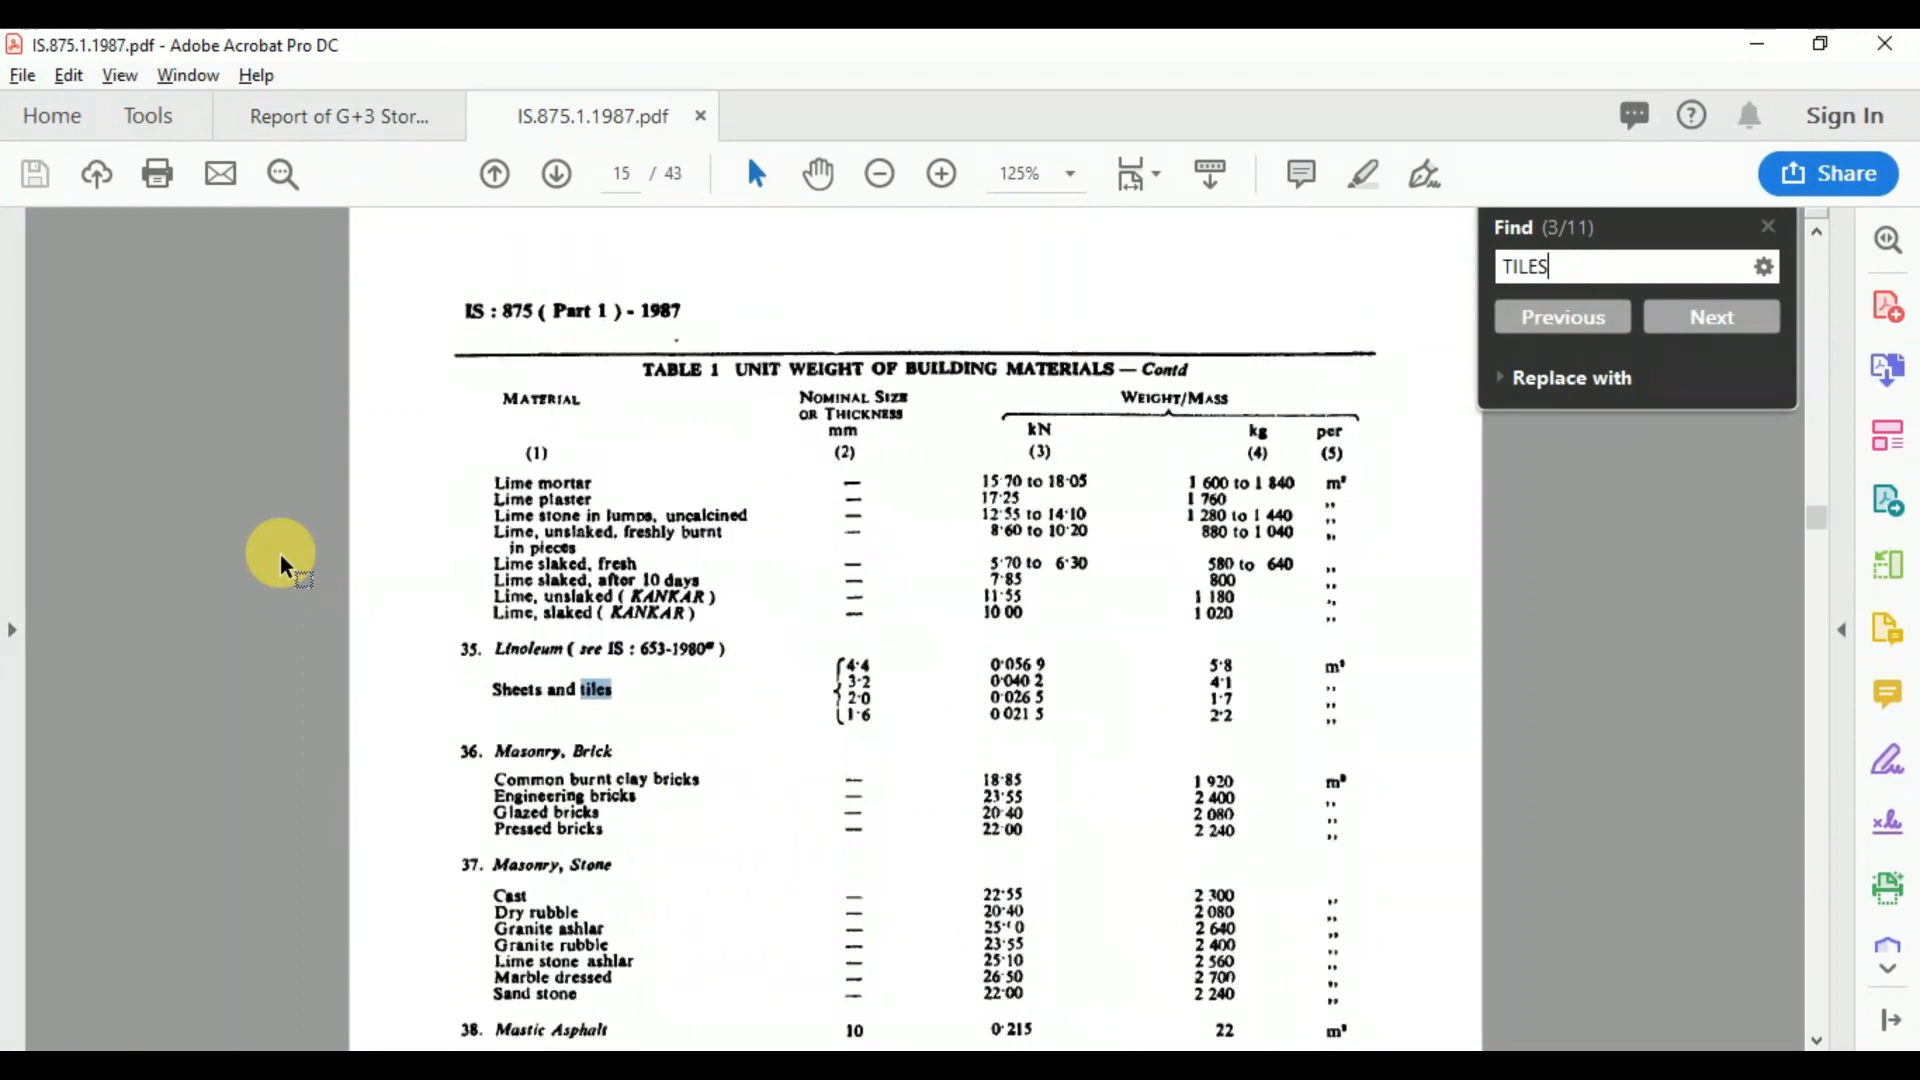 IS.875.1.1987.pdf - Adobe Acrobat Pro DC
File Edit View Window Help
Home Tools Report of G+3 Stor... IS.875.1.1987.pdf × Sign In
15 / 43 125% Share
Find (3/11)
TILES
Previous Next
Replace with
IS : 875 ( Part 1 ) - 1987
TABLE 1 UNIT WEIGHT OF BUILDING MATERIALS — Contd
MATERIAL NOMINAL SIZE OR THICKNESS mm WEIGHT/MASS
kN kg per
(1) (2) (3) (4) (5)
Lime mortar — 15·70 to 18·05 1 600 to 1 840 m³
Lime plaster — 17·25 1 760 ,,
Lime stone in lumps, uncalcined — 12·55 to 14·10 1 280 to 1 440 ,,
Lime, unslaked, freshly burnt — 8·60 to 10·20 880 to 1 040 ,,
in pieces
Lime slaked, fresh — 5·70 to 6·30 580 to 640 ,,
Lime slaked, after 10 days — 7·85 800 ,,
Lime, unslaked ( KANKAR ) — 11·55 1 180 ,,
Lime, slaked ( KANKAR ) — 10 00 1 020 ,,
35. Linoleum ( see IS : 653-1980* )
4·4 0·056 9 5·8 m²
Sheets and tiles 3·2 0·040 2 4·1 ,,
2·0 0·026 5 1·7 ,,
1·6 0 021 5 2·2 ,,
36. Masonry, Brick
Common burnt clay bricks — 18·85 1 920 m³
Engineering bricks — 23·55 2 400 ,,
Glazed bricks — 20·40 2 080 ,,
Pressed bricks — 22·00 2 240 ,,
37. Masonry, Stone
Cast — 22·55 2 300 ,,
Dry rubble — 20·40 2 080 ,,
Granite ashlar — 2 640 ,,
Granite rubble — 23·55 2 400 ,,
Lime stone ashlar — 25·10 2 560 ,,
Marble dressed — 26·50 2 700 ,,
Sand stone — 22·00 2 240 ,,
38. Mastic Asphalt 10 0·215 22 m²